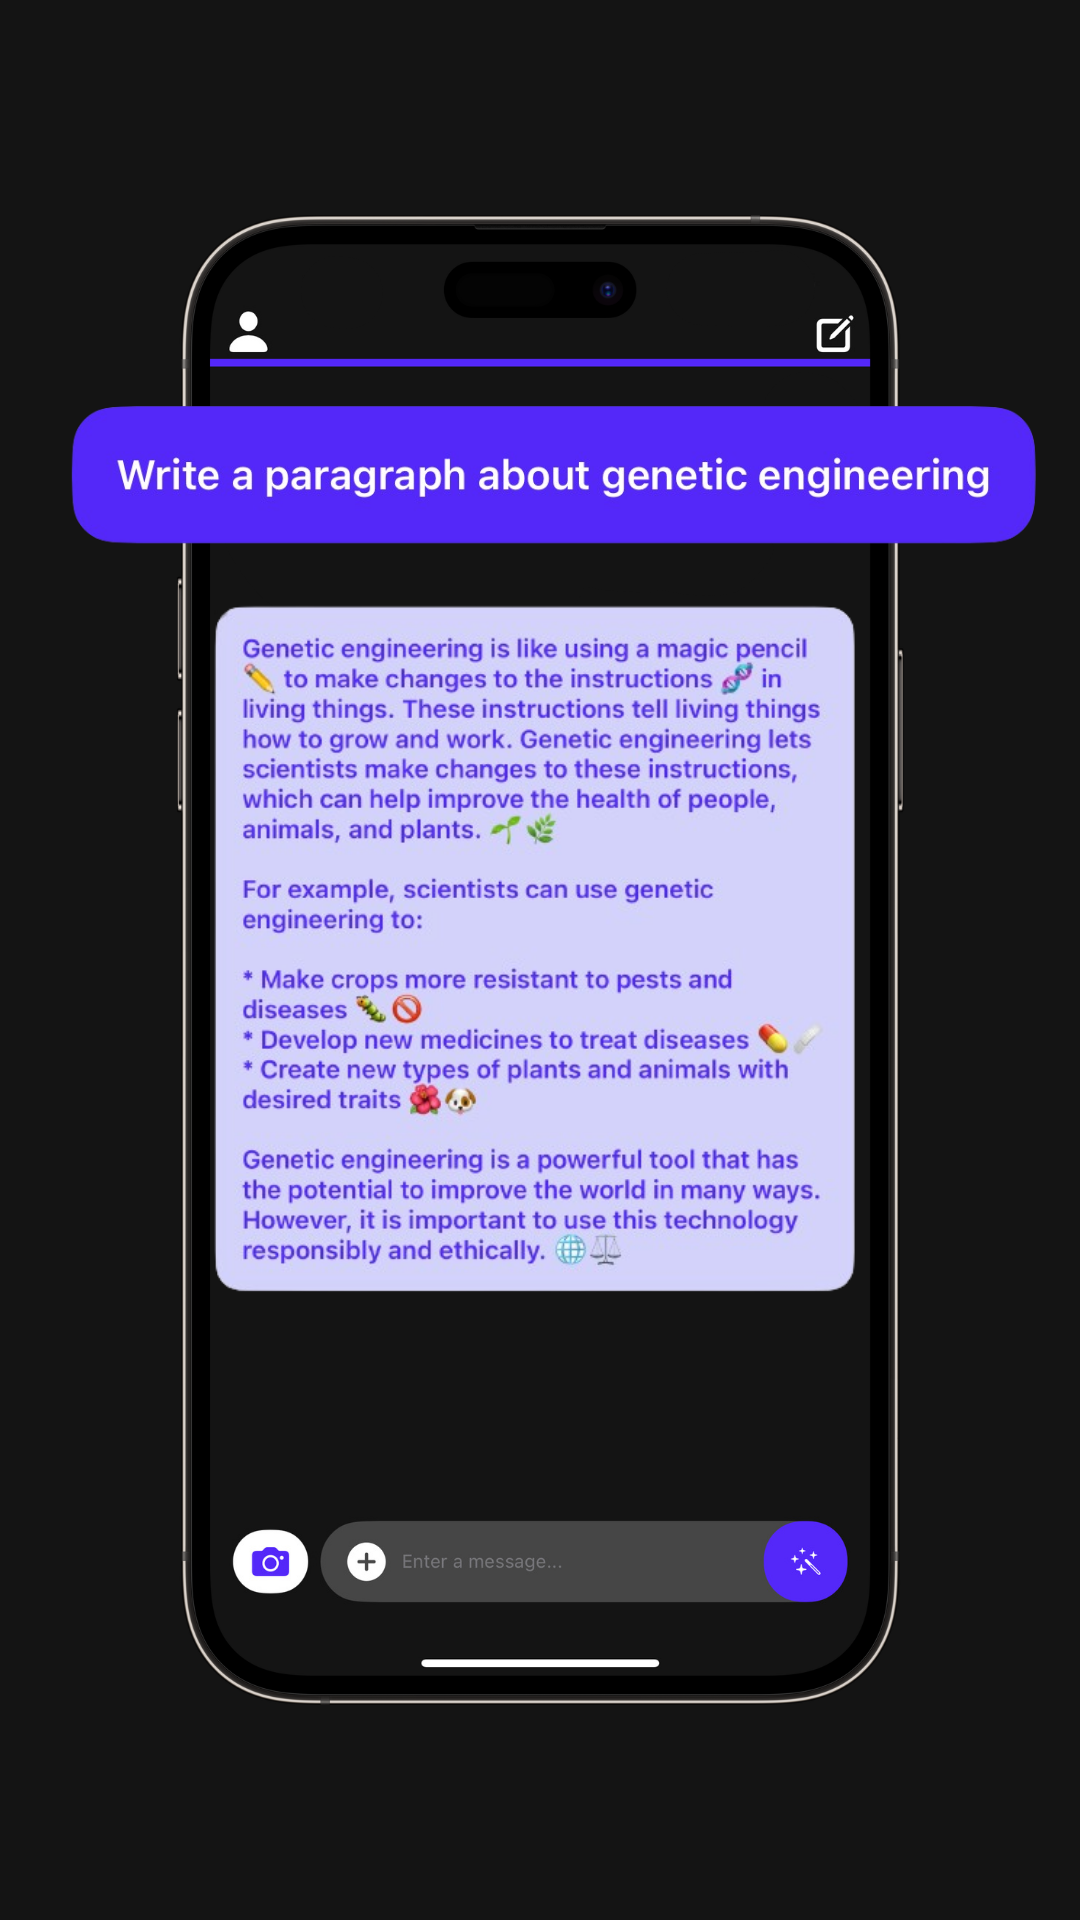 Write a paragraph about genetic engineering
Genetic engineering is like using a magic pencil
✏️ to make changes to the instructions 🧬 in
living things. These instructions tell living things
how to grow and work. Genetic engineering lets
scientists make changes to these instructions,
which can help improve the health of people,
animals, and plants. 🌱🌿
For example, scientists can use genetic
engineering to:
* Make crops more resistant to pests and
diseases 🐛🚫
* Develop new medicines to treat diseases 💊🩹
* Create new types of plants and animals with
desired traits 🌺🐶
Genetic engineering is a powerful tool that has
the potential to improve the world in many ways.
However, it is important to use this technology
responsibly and ethically. 🌐⚖️
Enter a message...